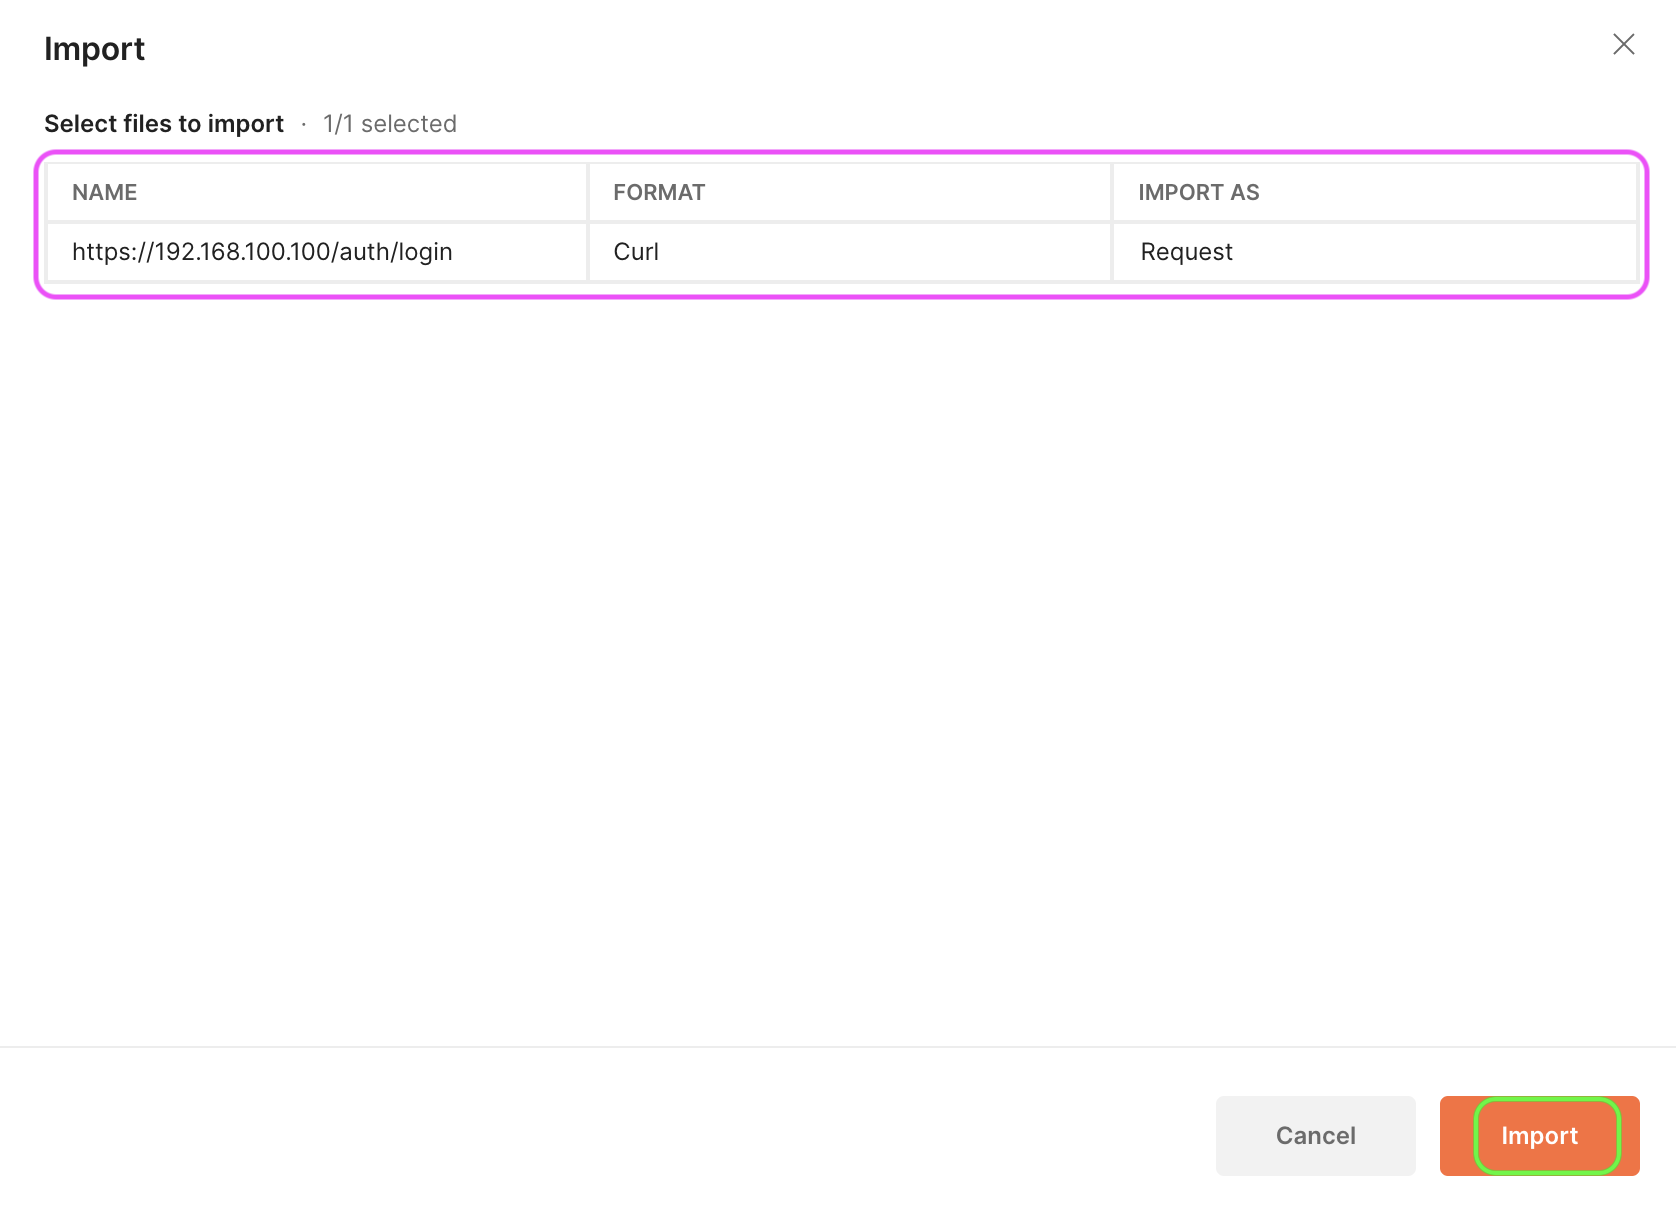 Import
Select files to import · 1/1 selected
NAME FORMAT IMPORT AS
https://192.168.100.100/auth/login Curl Request
Cancel Import